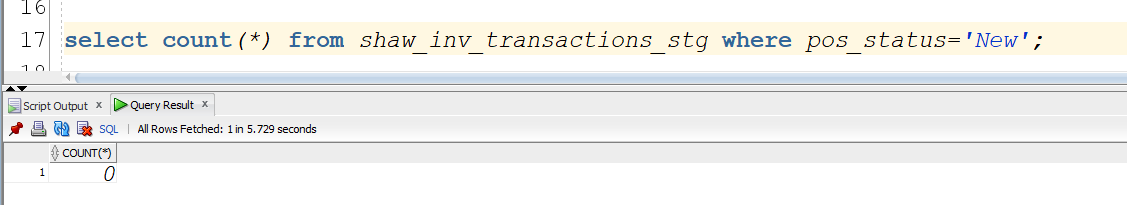 16
17 select count(*) from shaw_inv_transactions_stg where pos_status='New';
Script Output x Query Result x
SQL | All Rows Fetched: 1 in 5.729 seconds
COUNT(*)
1 0